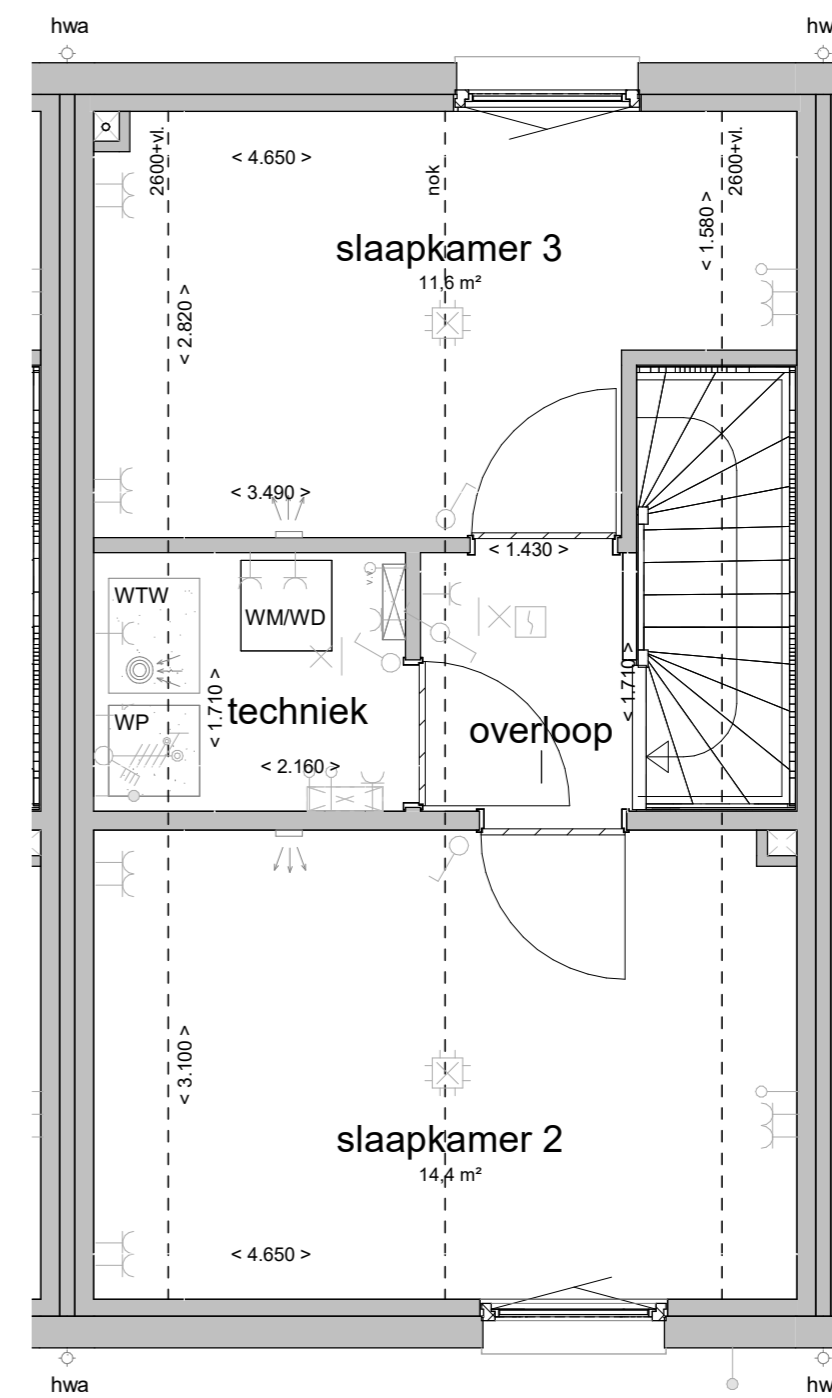 hwa
hw
2600+vl.
< 4.650 >
nok
2600+vl.
< 1.580 >
slaapkamer 3
11,6 m²
< 2.820 >
< 3.490 >
< 1.430 >
WTW
WM/WD
v.v.
WP
< 1.710 >
techniek
< 2.160 >
overloop
< 1.710 >
< 3.100 >
slaapkamer 2
14,4 m²
< 4.650 >
hwa
hw